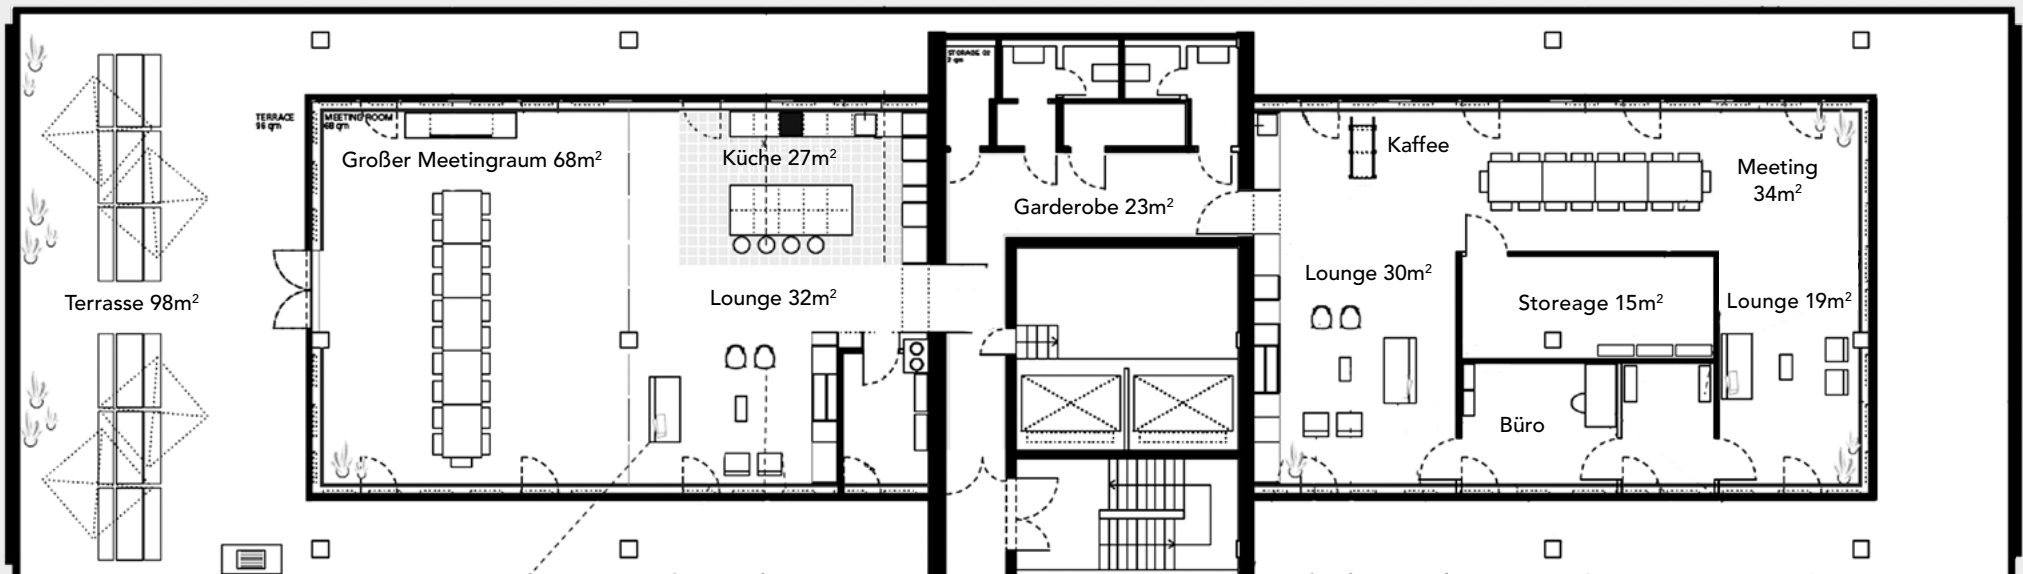 STORAGE 02
TERRACE
96 qm
MEETING ROOM
68 qm
Großer Meetingraum 68m²
Küche 27m²
Kaffee
Meeting
34m²
Garderobe 23m²
Terrasse 98m²
Lounge 32m²
Lounge 30m²
Storeage 15m²
Lounge 19m²
Büro